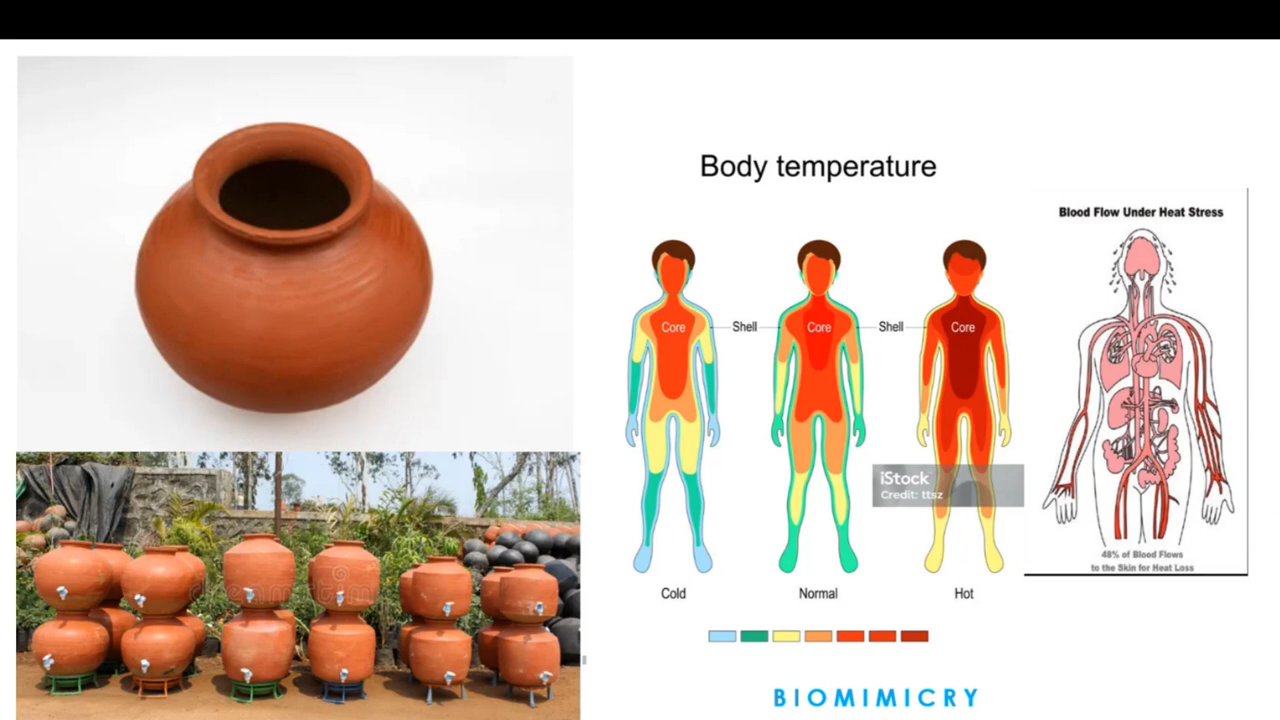 Body temperature
Blood Flow Under Heat Stress
Core
Shell
Core
Shell
Core
iStock
Credit: ttsz
48% of Blood Flows
to the Skin for Heat Loss
Cold
Normal
Hot
BIOMIMICRY